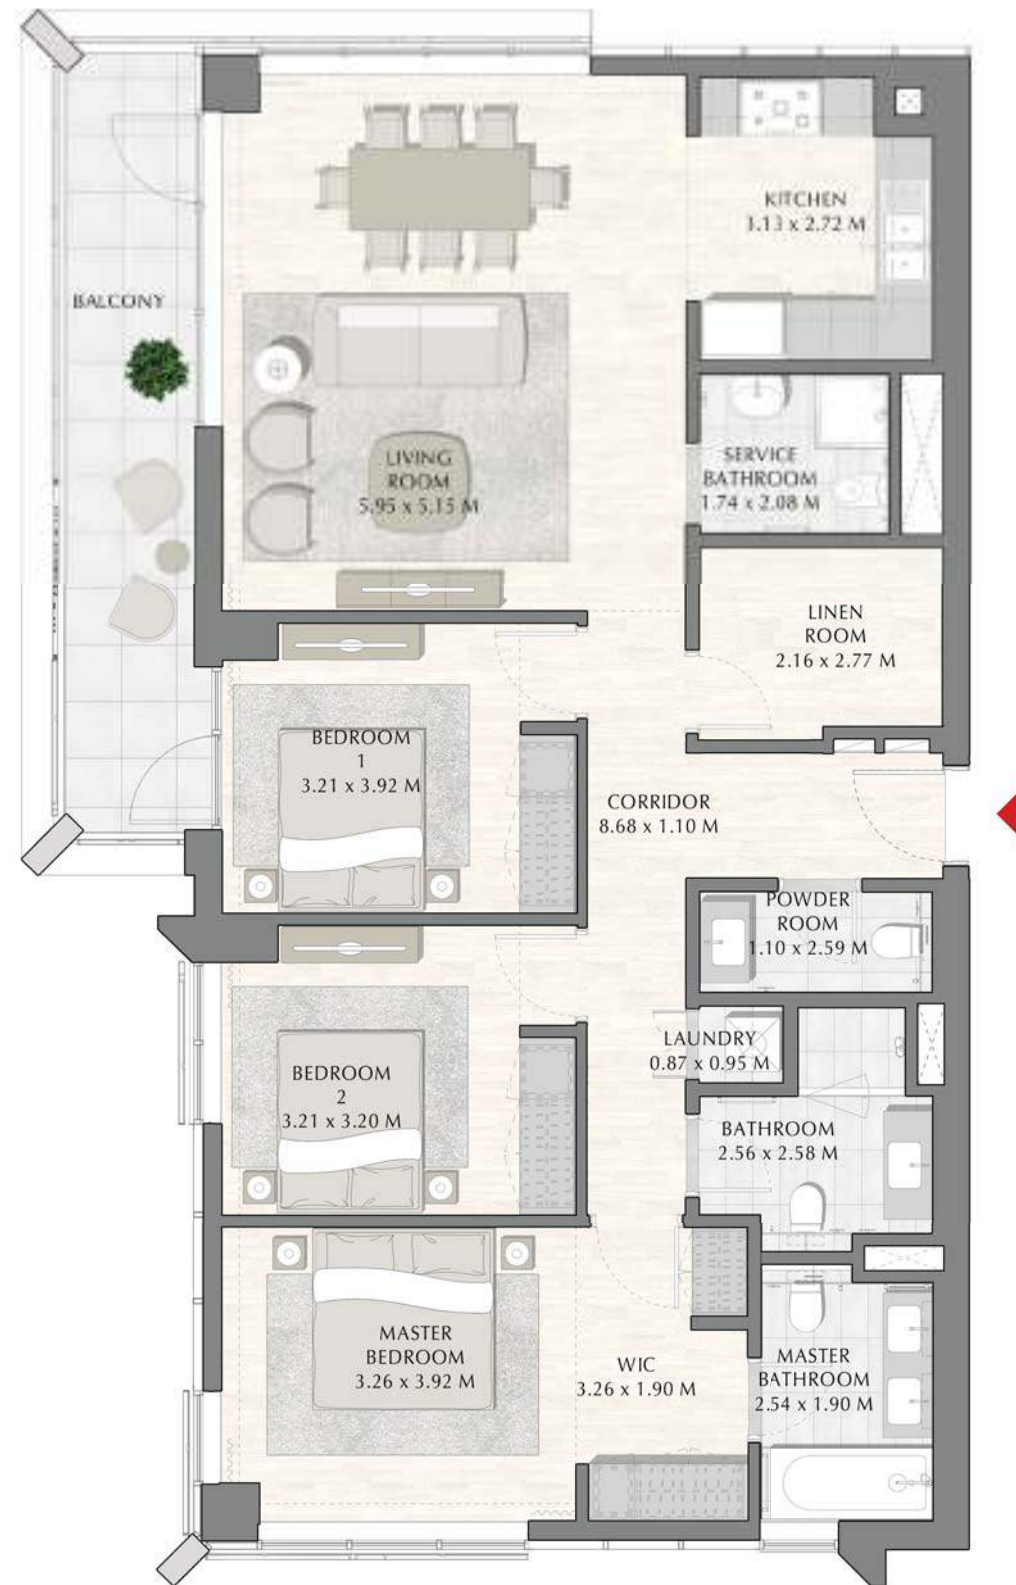 KITCHEN
3.13 x 2.72 M
BALCONY
LIVING
ROOM
5.95 x 5.15 M
SERVICE
BATHROOM
1.74 x 2.08 M
LINEN
ROOM
2.16 x 2.77 M
BEDROOM
1
3.21 x 3.92 M
CORRIDOR
8.68 x 1.10 M
POWDER
ROOM
1.10 x 2.59 M
LAUNDRY
0.87 x 0.95 M
BEDROOM
2
3.21 x 3.20 M
BATHROOM
2.56 x 2.58 M
MASTER
BEDROOM
3.26 x 3.92 M
WIC
3.26 x 1.90 M
MASTER
BATHROOM
2.54 x 1.90 M